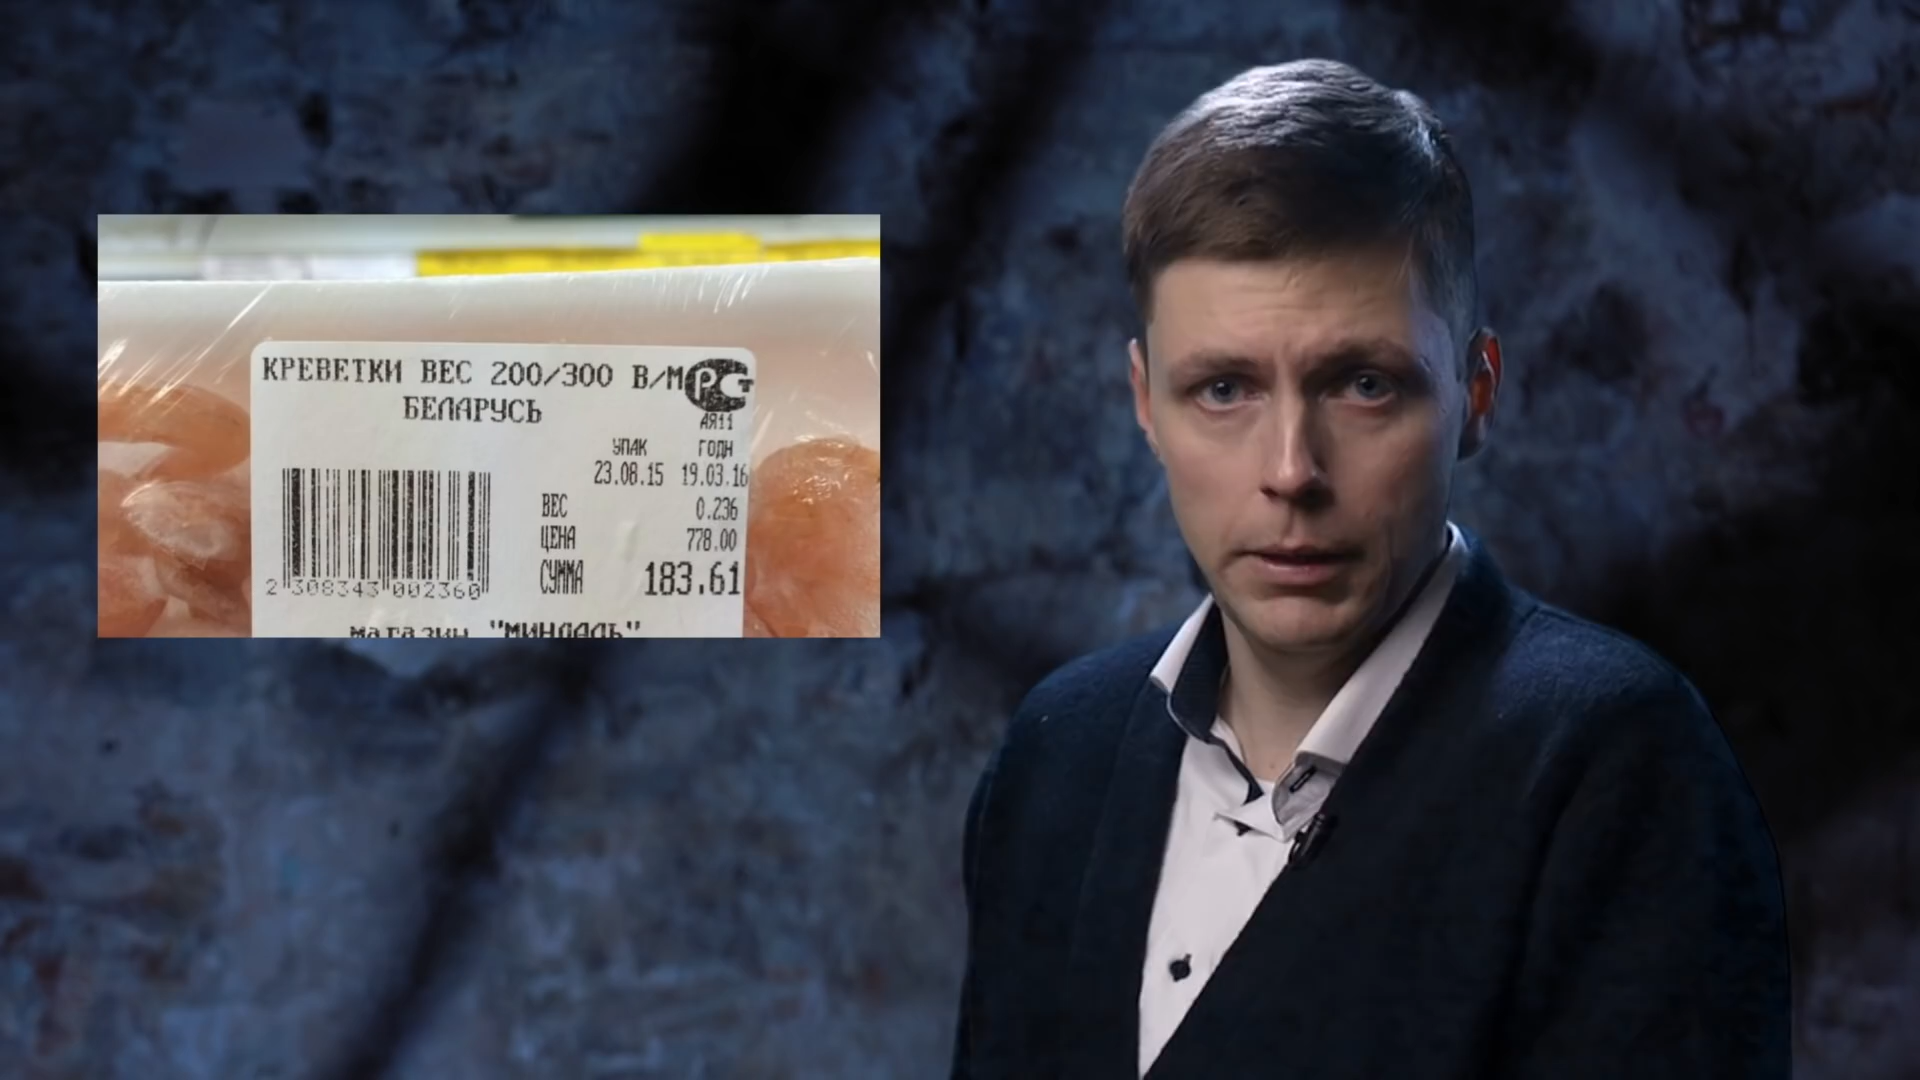 КРЕВЕТКИ ВЕС 200/300 В/М РСТ
БЕЛАРУСЬ
АЯ11
УПАК ГОДН
23.08.15 19.03.16
ВЕС 0.236
ЦЕНА 778.00
СУММА 183.61
2 308343 002360
магазин "МИНДАЛЬ"